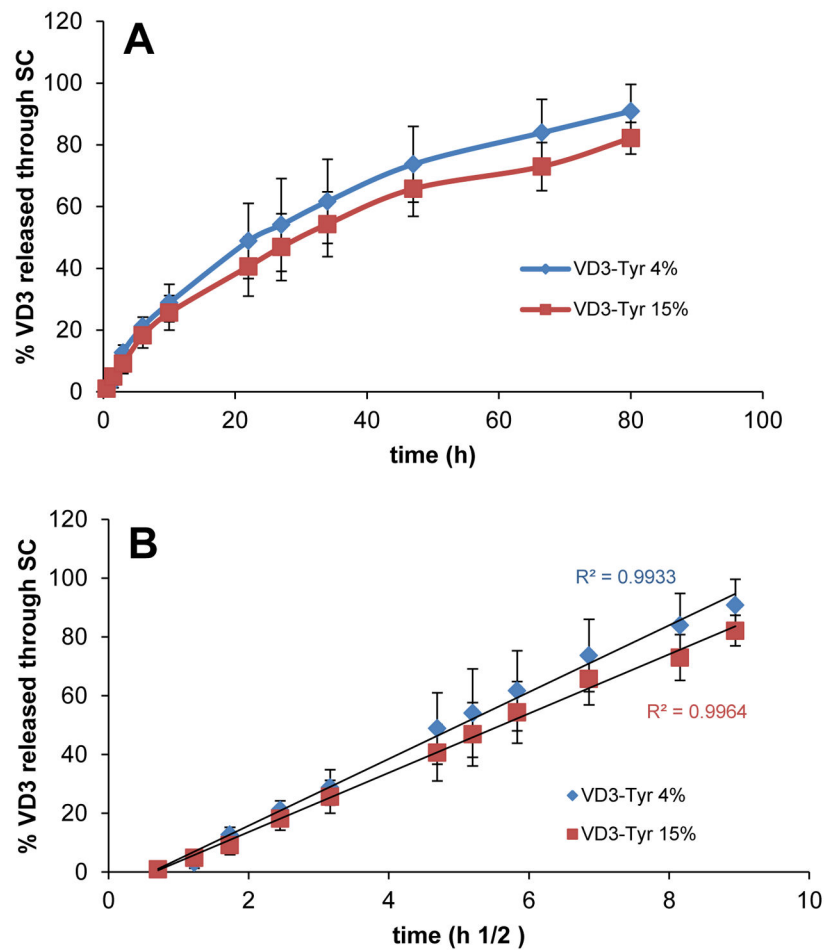 A
% VD3 released through SC
120
100
80
60
40
20
0
VD3-Tyr 4%
VD3-Tyr 15%
0 20 40 60 80 100
time (h)
B
% VD3 released through SC
120
100
80
60
40
20
0
R² = 0.9933
R² = 0.9964
VD3-Tyr 4%
VD3-Tyr 15%
0 2 4 6 8 10
time (h 1/2 )